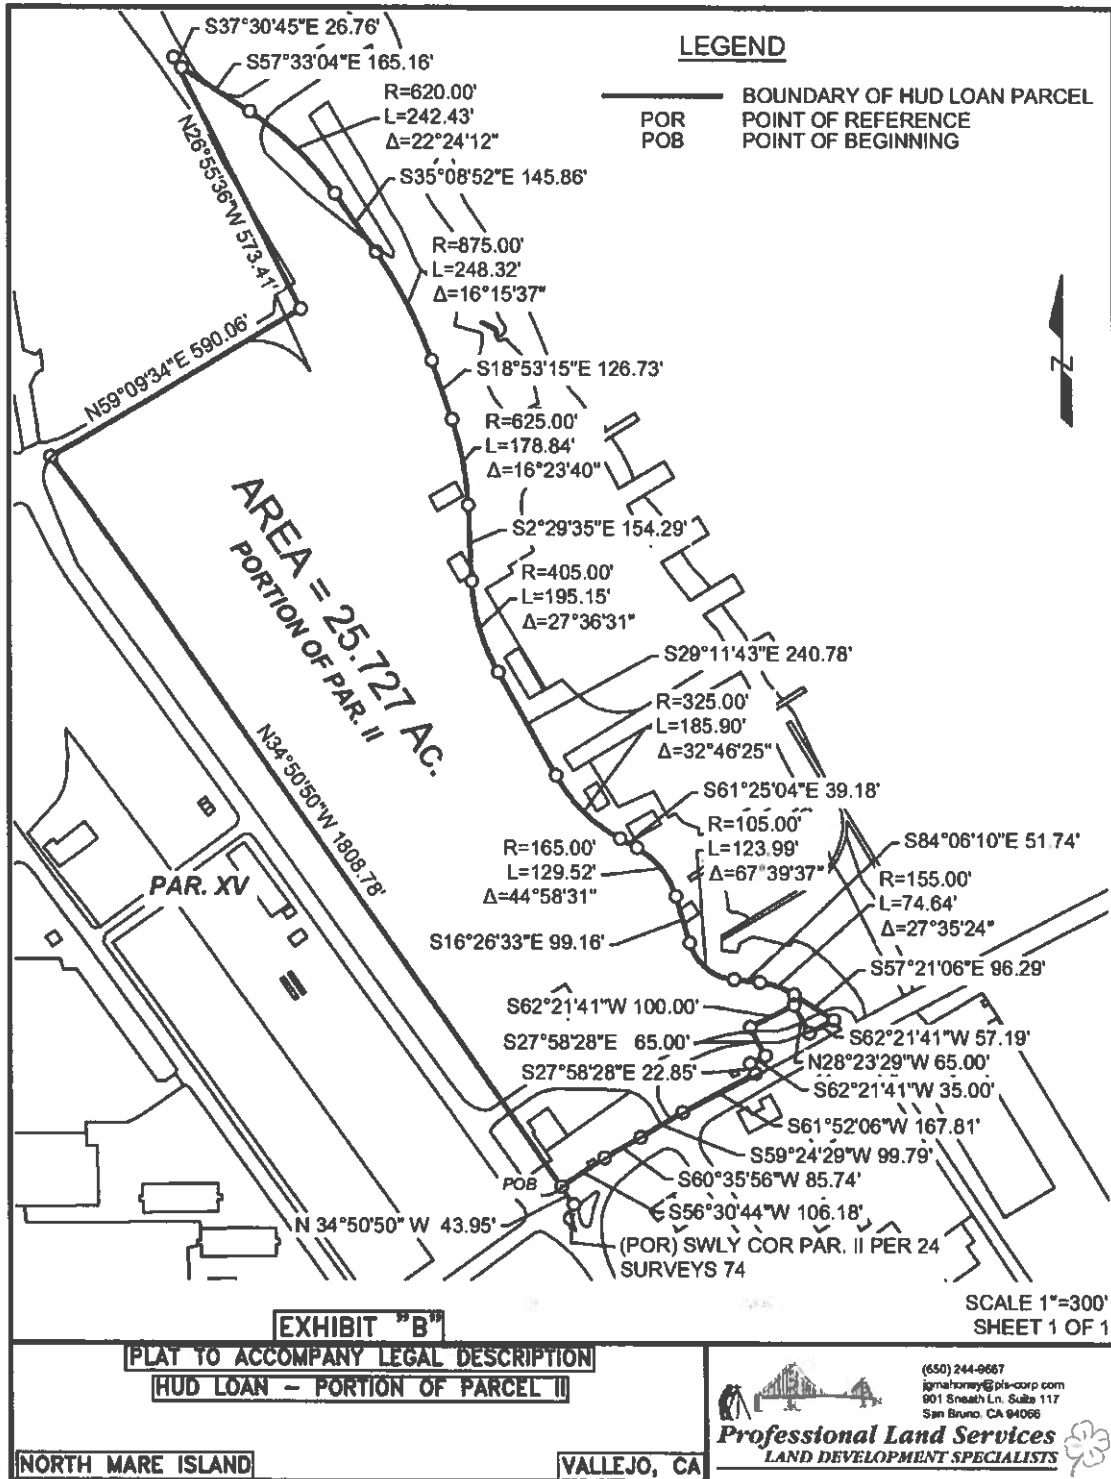 S37°30'45"E 26.76'
S57°33'04"E 165.16'
LEGEND
BOUNDARY OF HUD LOAN PARCEL
POR POINT OF REFERENCE
POB POINT OF BEGINNING
R=620.00'
L=242.43'
Δ=22°24'12"
N26°55'36"W 573.41'
S35°08'52"E 145.86'
R=875.00'
L=248.32'
Δ=16°15'37"
N
N59°09'34"E 590.06'
S18°53'15"E 126.73'
R=625.00'
L=178.84'
Δ=16°23'40"
AREA = 25.727 AC.
PORTION OF PAR. II
S2°29'35"E 154.29'
R=405.00'
L=195.15'
Δ=27°36'31"
S29°11'43"E 240.78'
R=325.00'
L=185.90'
Δ=32°46'25"
N34°50'50"W 1808.78'
S61°25'04"E 39.18'
R=105.00'
L=123.99'
Δ=67°39'37"
S84°06'10"E 51.74'
R=165.00'
L=129.52'
Δ=44°58'31"
R=155.00'
L=74.64'
Δ=27°35'24"
PAR. XV
S16°26'33"E 99.16'
S57°21'06"E 96.29'
S62°21'41"W 100.00'
S27°58'28"E 65.00'
S62°21'41"W 57.19'
N28°23'29"W 65.00'
S27°58'28"E 22.85'
S62°21'41"W 35.00'
S61°52'06"W 167.81'
S59°24'29"W 99.79'
S60°35'56"W 85.74'
POB
S56°30'44"W 106.18'
N 34°50'50" W 43.95'
(POR) SWLY COR PAR. II PER 24
SURVEYS 74
SCALE 1"=300'
SHEET 1 OF 1
EXHIBIT "B"
PLAT TO ACCOMPANY LEGAL DESCRIPTION
HUD LOAN – PORTION OF PARCEL II
NORTH MARE ISLAND
VALLEJO, CA
(650) 244-9667
jgmahoney@pls-corp com
901 Sneath Ln. Suite 117
San Bruno, CA 94066
Professional Land Services
LAND DEVELOPMENT SPECIALISTS